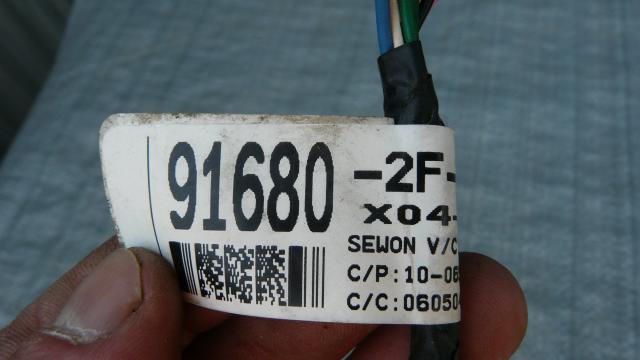 91680 -2F-
X04-
SEWON V/C
C/P:10-06
C/C:06050